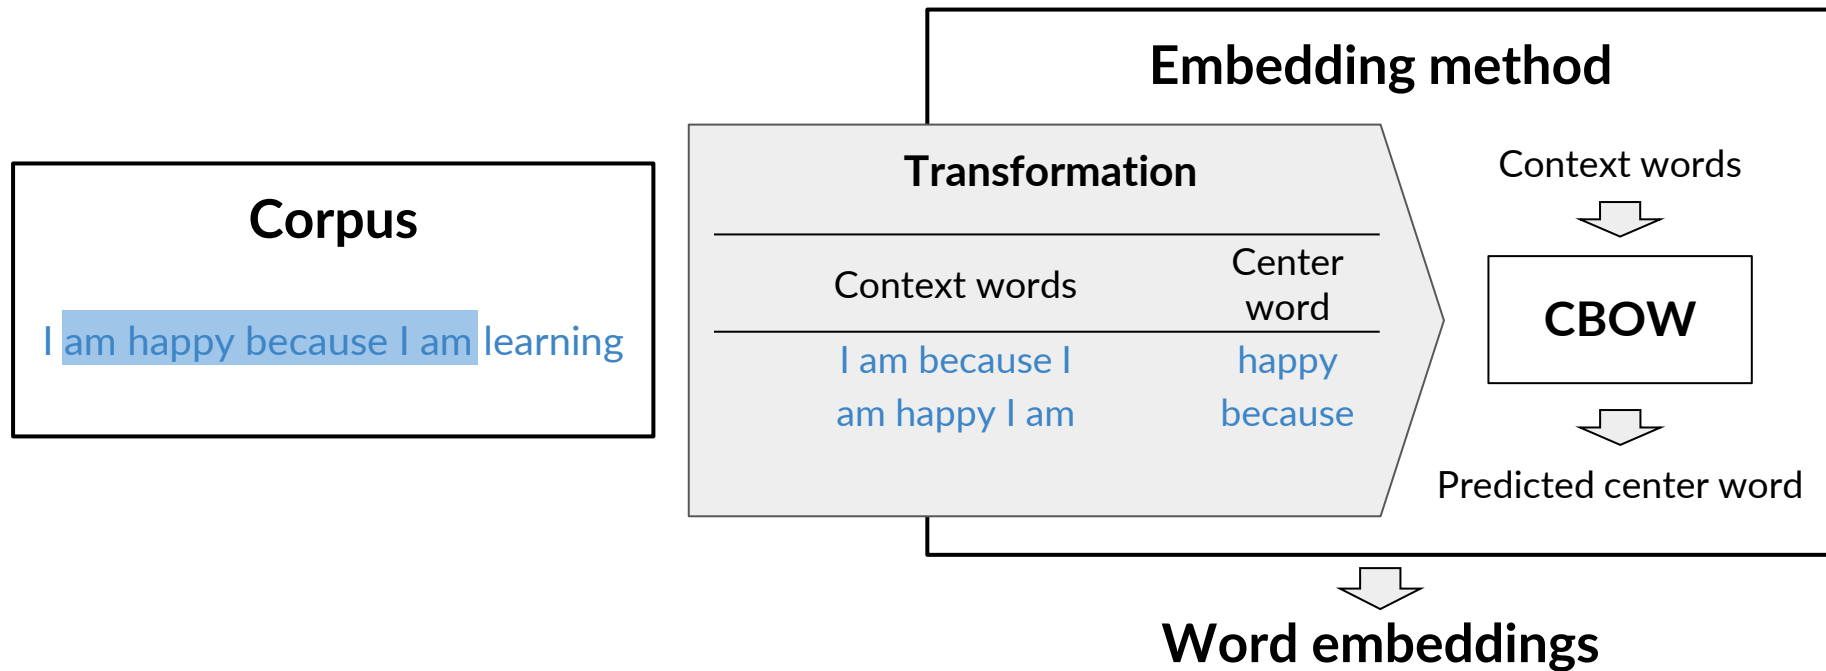 Corpus
I am happy because I am learning
Embedding method
Transformation
Context words
Center
word
I am because I
happy
am happy I am
because
Context words
CBOW
Predicted center word
Word embeddings